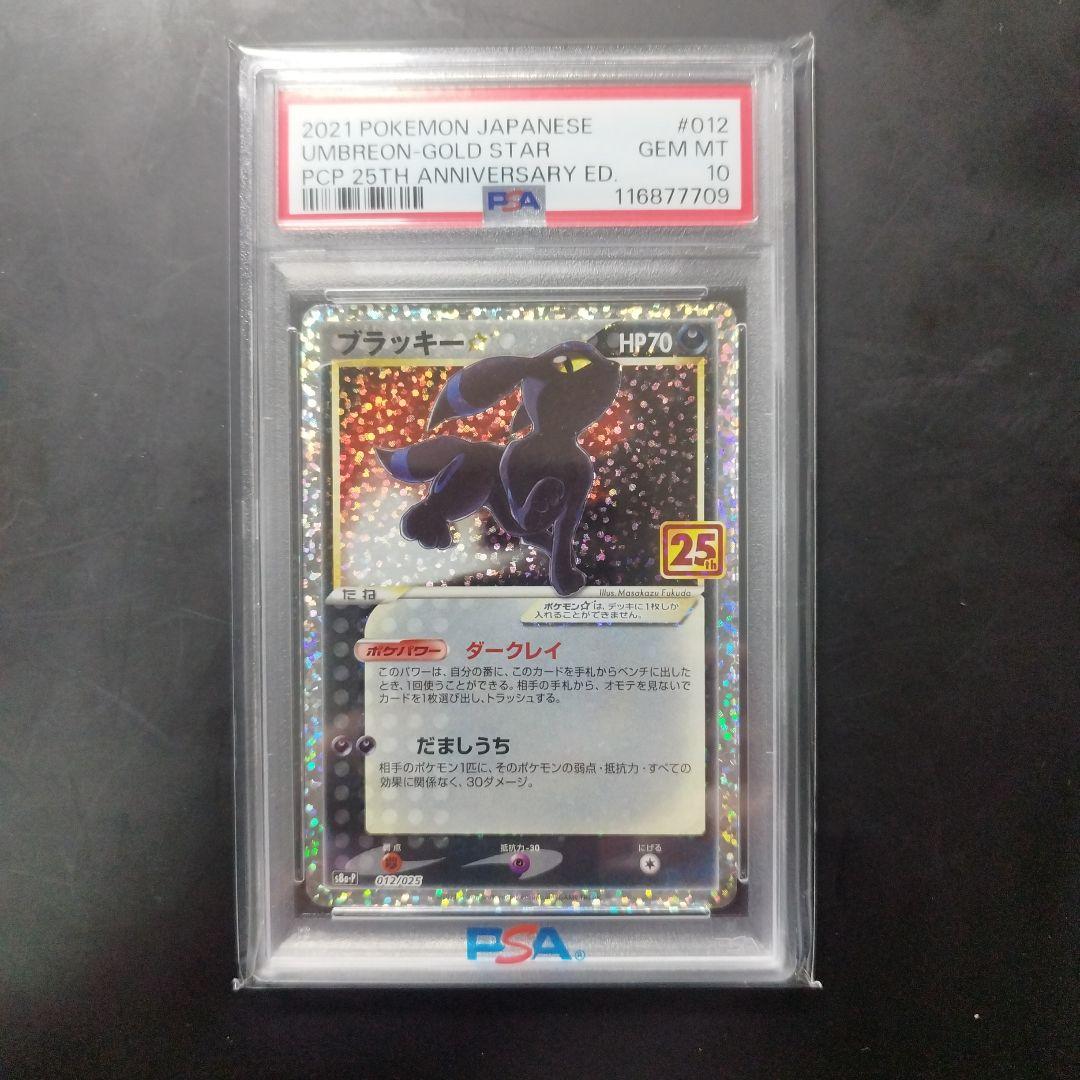 2021 POKEMON JAPANESE #012
UMBREON-GOLD STAR GEM MT
PCP 25TH ANNIVERSARY ED. 10
PSA 116877709
ブラッキー☆ HP70
25th
Illus. Masakazu Fukuda
たね
ポケモン☆は、デッキに1枚しか
入れることができません。
ポケパワー ダークレイ
このパワーは、自分の番に、このカードを手札からベンチに出した
とき、1回使うことができる。相手の手札から、オモテを見ないで
カードを1枚選び出し、トラッシュする。
だましうち
相手のポケモン1匹に、そのポケモンの弱点・抵抗力・すべての
効果に関係なく、30ダメージ。
弱点 抵抗力-30 にげる
s8a-P 012/025
PSA®